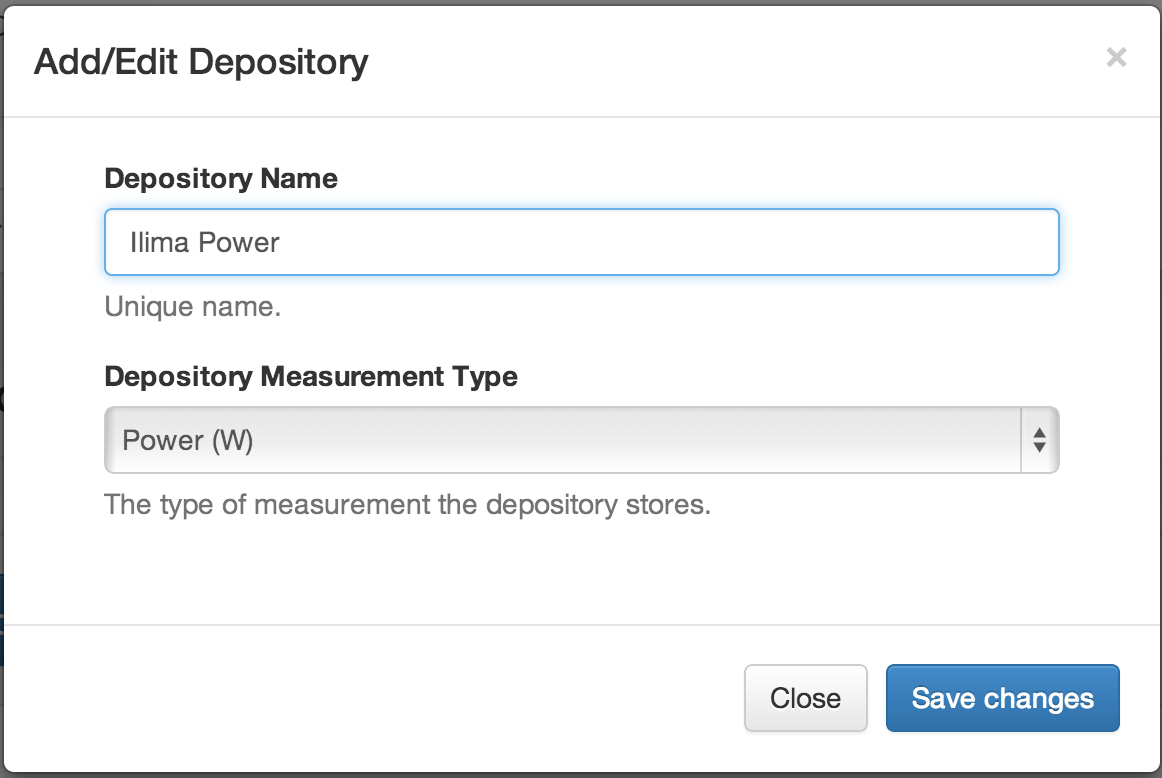 Add/Edit Depository
×
Depository Name
Ilima Power
Unique name.
Depository Measurement Type
Power (W)
The type of measurement the depository stores.
Close
Save changes